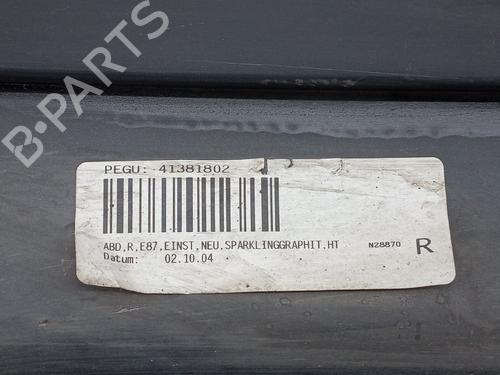 B-PARTS
PEGU: 41381802
ABD,R,E87,EINST,NEU,SPARKLINGGRAPHIT,HT N28870 R
Datum: 02.10.04